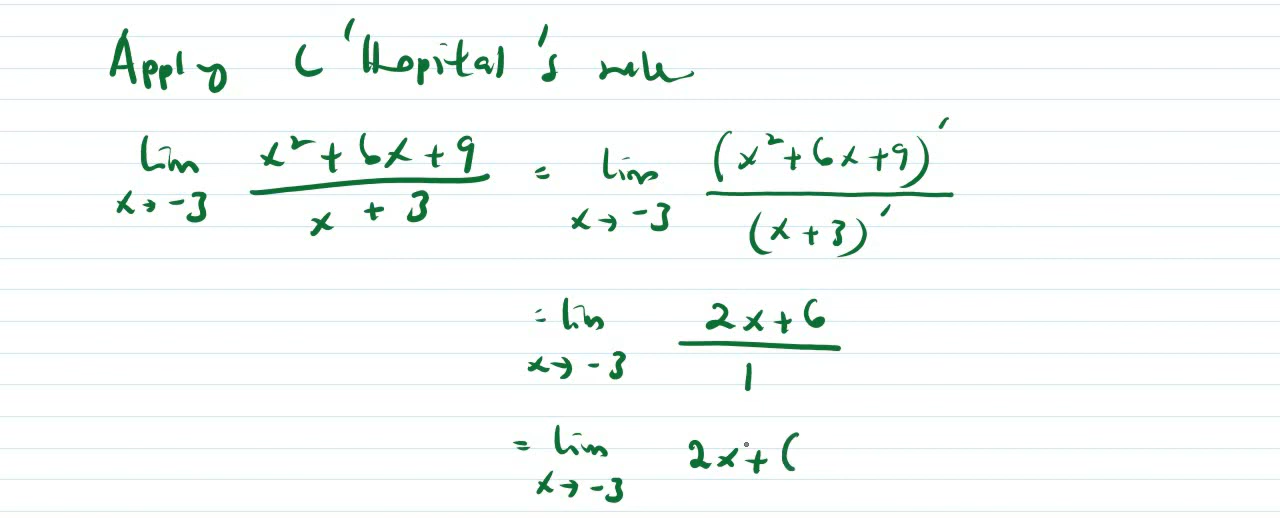 Apply L'Hopital's rule
lim x→-3 (x²+6x+9)/(x+3) = lim x→-3 (x²+6x+9)'/(x+3)'
= lim x→-3 (2x+6)/1
= lim x→-3 2x+(